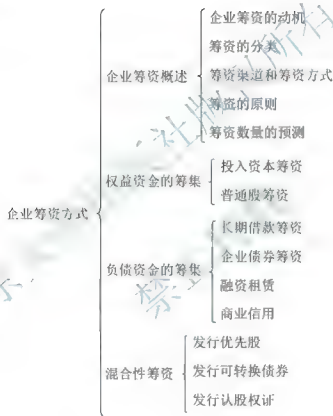 企业筹资方式
企业筹资概述
企业筹资的动机
筹资的分类
筹资渠道和筹资方式
筹资的原则
筹资数量的预测
权益资金的筹集
投入资本筹资
普通股筹资
负债资金的筹集
长期借款筹资
企业债券筹资
融资租赁
商业信用
混合性筹资
发行优先股
发行可转换债券
发行认股权证